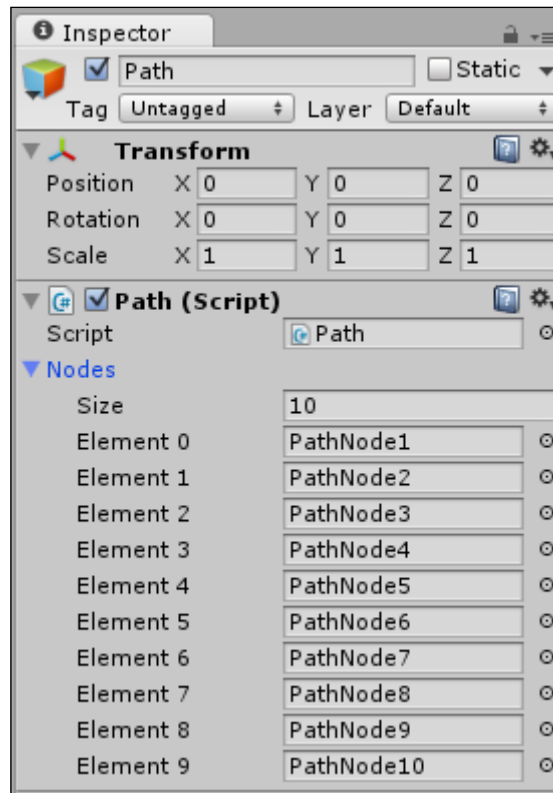 Inspector
Path Static
Tag Untagged Layer Default
Transform
Position X 0 Y 0 Z 0
Rotation X 0 Y 0 Z 0
Scale X 1 Y 1 Z 1
Path (Script)
Script Path
Nodes
Size 10
Element 0 PathNode1
Element 1 PathNode2
Element 2 PathNode3
Element 3 PathNode4
Element 4 PathNode5
Element 5 PathNode6
Element 6 PathNode7
Element 7 PathNode8
Element 8 PathNode9
Element 9 PathNode10